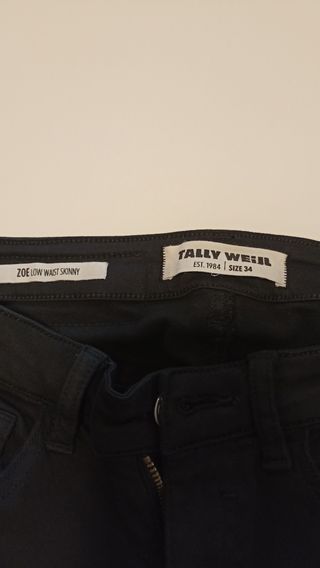 TALLY WEiJL
EST. 1984 | SIZE 34
ZOE LOW WAIST SKINNY